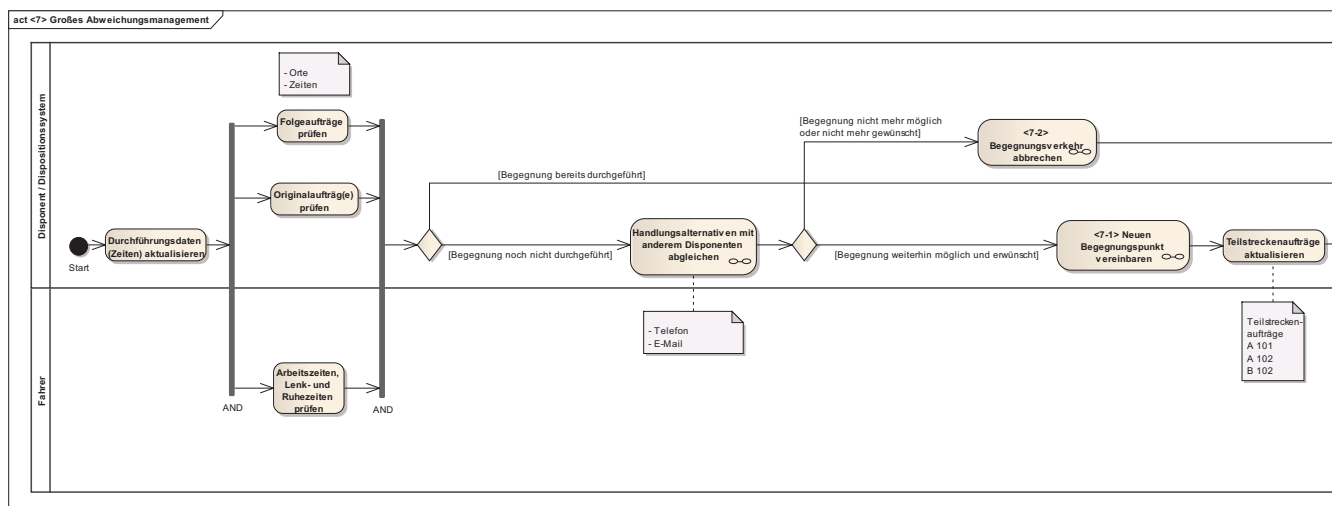 act <7> Großes Abweichungsmanagement
Disponent / Dispositionssystem
- Orte
- Zeiten
Folgeaufträge
prüfen
Originalaufträg(e)
prüfen
Start
Durchführungsdaten
(Zeiten) aktualisieren
[Begegnung bereits durchgeführt]
[Begegnung noch nicht durchgeführt]
Handlungsalternativen mit
anderem Disponenten
abgleichen
[Begegnung nicht mehr möglich
oder nicht mehr gewünscht]
<7-2>
Begegnungsverkehr
abbrechen
[Begegnung weiterhin möglich und erwünscht]
<7-1> Neuen
Begegnungspunkt
vereinbaren
Teilstreckenaufträge
aktualisieren
Fahrer
Arbeitszeiten,
Lenk- und
Ruhezeiten
prüfen
AND
AND
- Telefon
- E-Mail
Teilstrecken-
aufträge
A 101
A 102
B 102